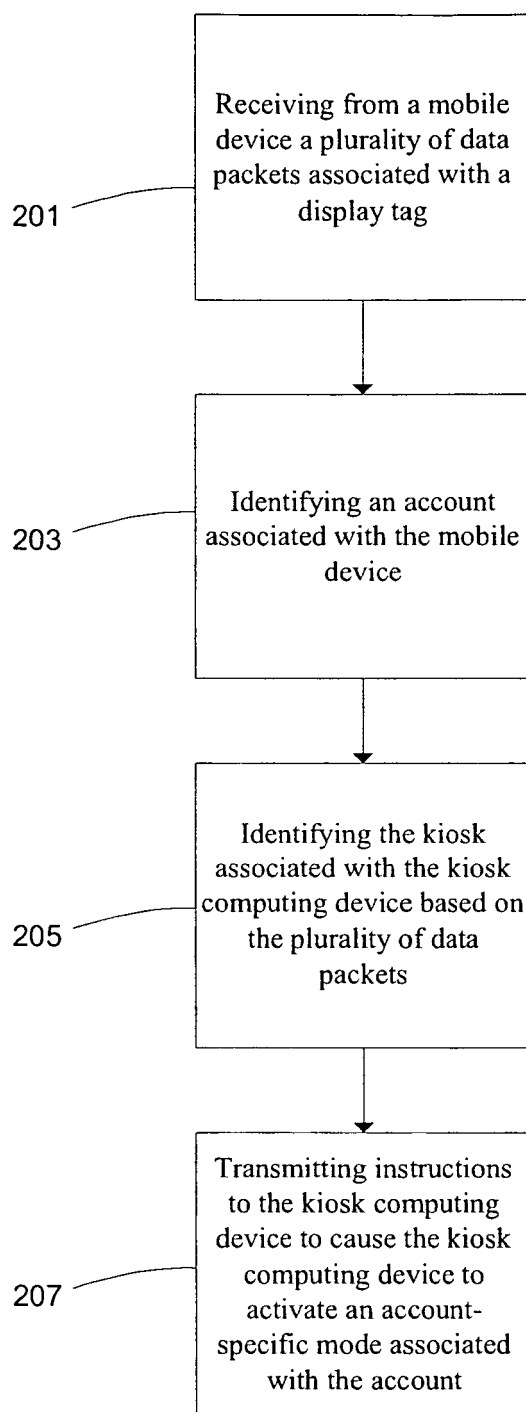 Receiving from a mobile
device a plurality of data
packets associated with a
display tag
201
Identifying an account
associated with the mobile
device
203
Identifying the kiosk
associated with the kiosk
computing device based on
the plurality of data
packets
205
Transmitting instructions
to the kiosk computing
device to cause the kiosk
computing device to
activate an account-
specific mode associated
with the account
207